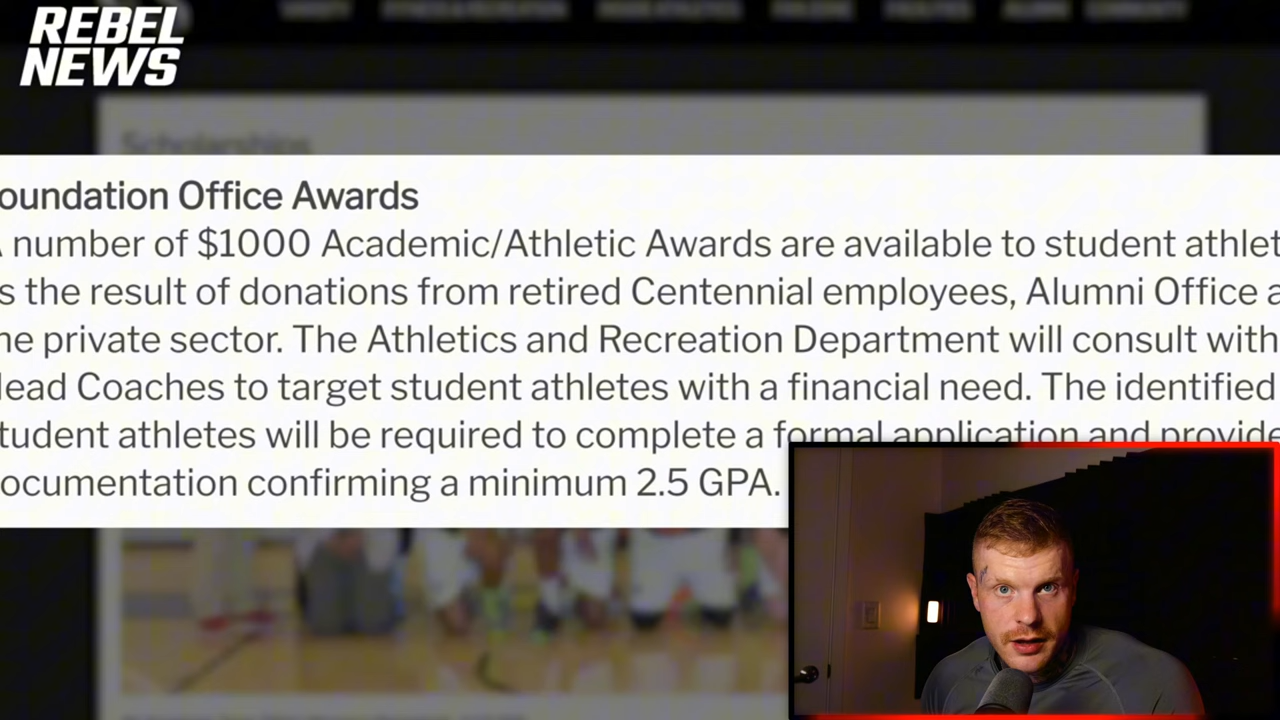 REBEL
NEWS
Scholarships
oundation Office Awards
number of $1000 Academic/Athletic Awards are available to student athlet
s the result of donations from retired Centennial employees, Alumni Office a
he private sector. The Athletics and Recreation Department will consult with
lead Coaches to target student athletes with a financial need. The identified
tudent athletes will be required to complete a formal application and provide
ocumentation confirming a minimum 2.5 GPA.